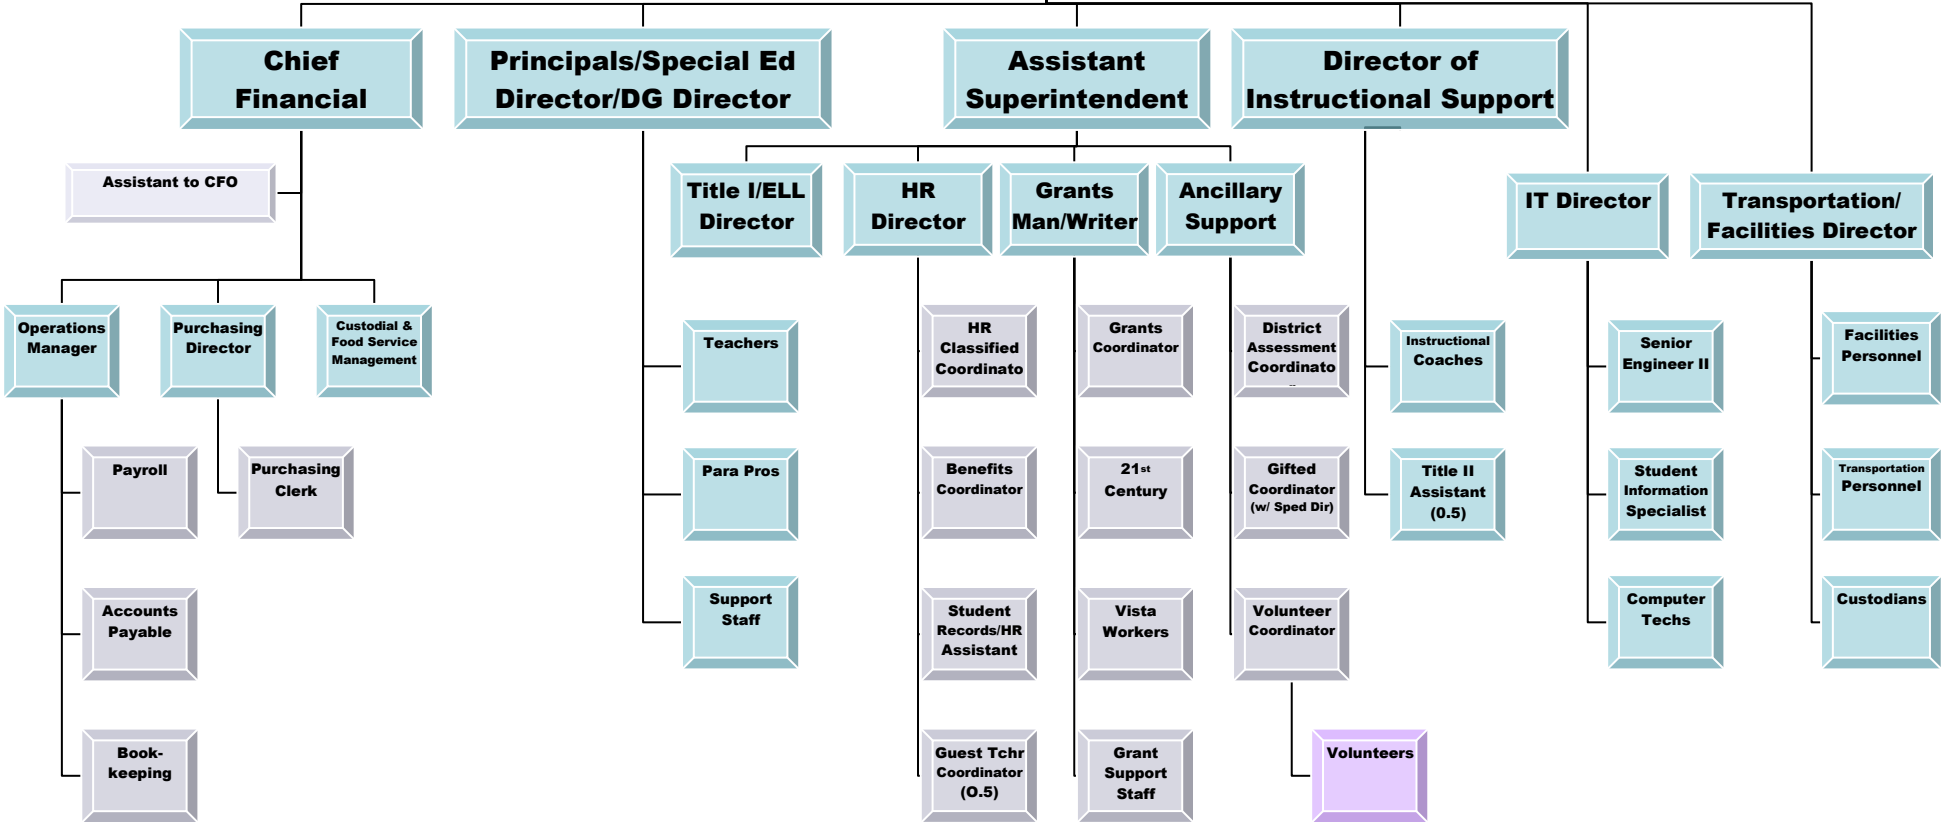 Chief
Financial
Principals/Special Ed
Director/DG Director
Assistant
Superintendent
Director of
Instructional Support
Assistant to CFO
Title I/ELL
Director
HR
Director
Grants
Man/Writer
Ancillary
Support
IT Director
Transportation/
Facilities Director
Operations
Manager
Purchasing
Director
Custodial &
Food Service
Management
Teachers
HR
Classified
Coordinato
Grants
Coordinator
District
Assessment
Coordinato
Instructional
Coaches
Senior
Engineer II
Facilities
Personnel
Payroll
Purchasing
Clerk
Para Pros
Benefits
Coordinator
21st
Century
Gifted
Coordinator
(w/ Sped Dir)
Title II
Assistant
(0.5)
Student
Information
Specialist
Transportation
Personnel
Accounts
Payable
Support
Staff
Student
Records/HR
Assistant
Vista
Workers
Volunteer
Coordinator
Computer
Techs
Custodians
Book-
keeping
Guest Tchr
Coordinator
(O.5)
Grant
Support
Staff
Volunteers